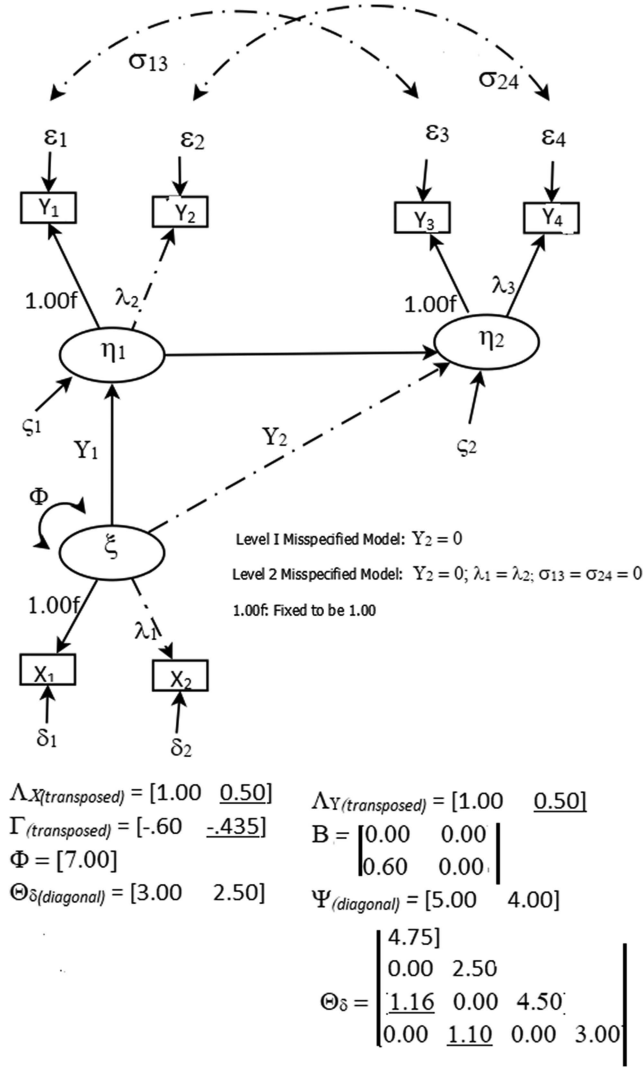 σ13
σ24
ε1 ε2 ε3 ε4
Y1 Y2 Y3 Y4
1.00f λ2 1.00f λ3
η1 η2
ς1 Y1 Y2 ς2
Φ
ξ
Level I Misspecified Model: Y2 = 0
Level 2 Misspecified Model: Y2 = 0; λ1 = λ2; σ13 = σ24 = 0
1.00f: Fixed to be 1.00
1.00f λ1
X1 X2
δ1 δ2
ΛX(transposed) = [1.00 0.50]
Γ(transposed) = [-.60 -.435]
Φ = [7.00]
Θδ(diagonal) = [3.00 2.50]
ΛY(transposed) = [1.00 0.50]
B = [0.00 0.00
0.60 0.00
Ψ(diagonal) = [5.00 4.00]
4.75]
0.00 2.50
Θδ = 1.16 0.00 4.50
0.00 1.10 0.00 3.00